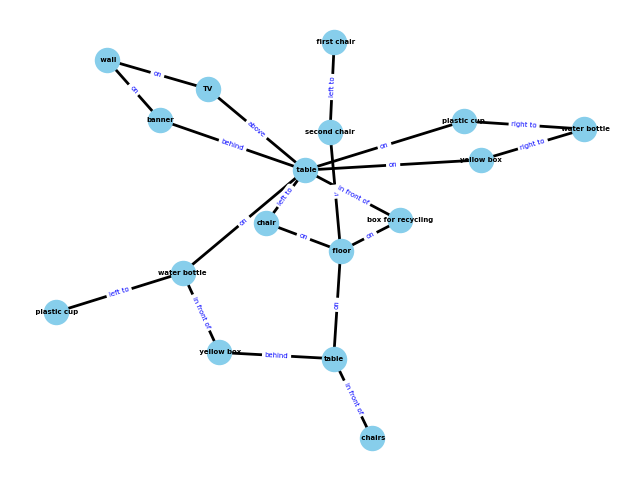 first chair
wall
on
TV
left to
on
banner
above
plastic cup
right to
water bottle
second chair
behind
on
right to
yellow box
on
table
left to
in front of
on
chair
box for recycling
on
on
floor
water bottle
left to
in front of
on
plastic cup
yellow box
behind
table
in front of
chairs